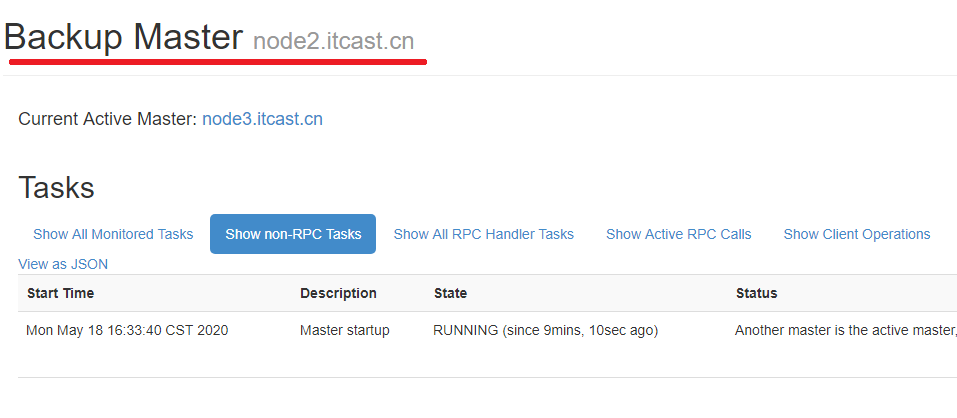 Backup Master node2.itcast.cn
Current Active Master: node3.itcast.cn
Tasks
Show All Monitored Tasks Show non-RPC Tasks Show All RPC Handler Tasks Show Active RPC Calls Show Client Operations
View as JSON
Start Time Description State Status
Mon May 18 16:33:40 CST 2020 Master startup RUNNING (since 9mins, 10sec ago) Another master is the active master,